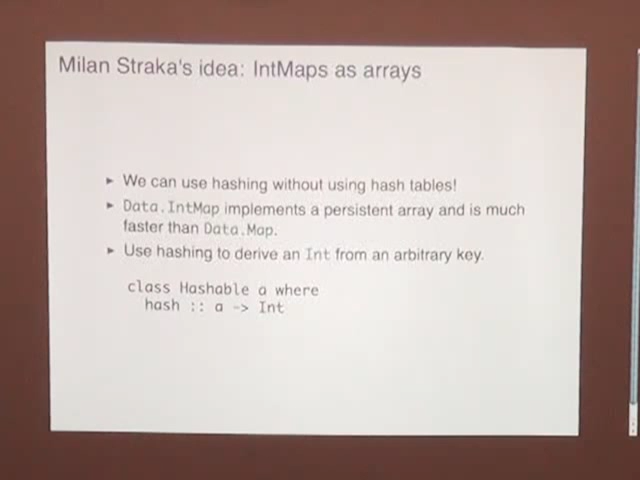 Milan Straka's idea: IntMaps as arrays
► We can use hashing without using hash tables!
► Data.IntMap implements a persistent array and is much
faster than Data.Map.
► Use hashing to derive an Int from an arbitrary key.
class Hashable a where
hash :: a -> Int